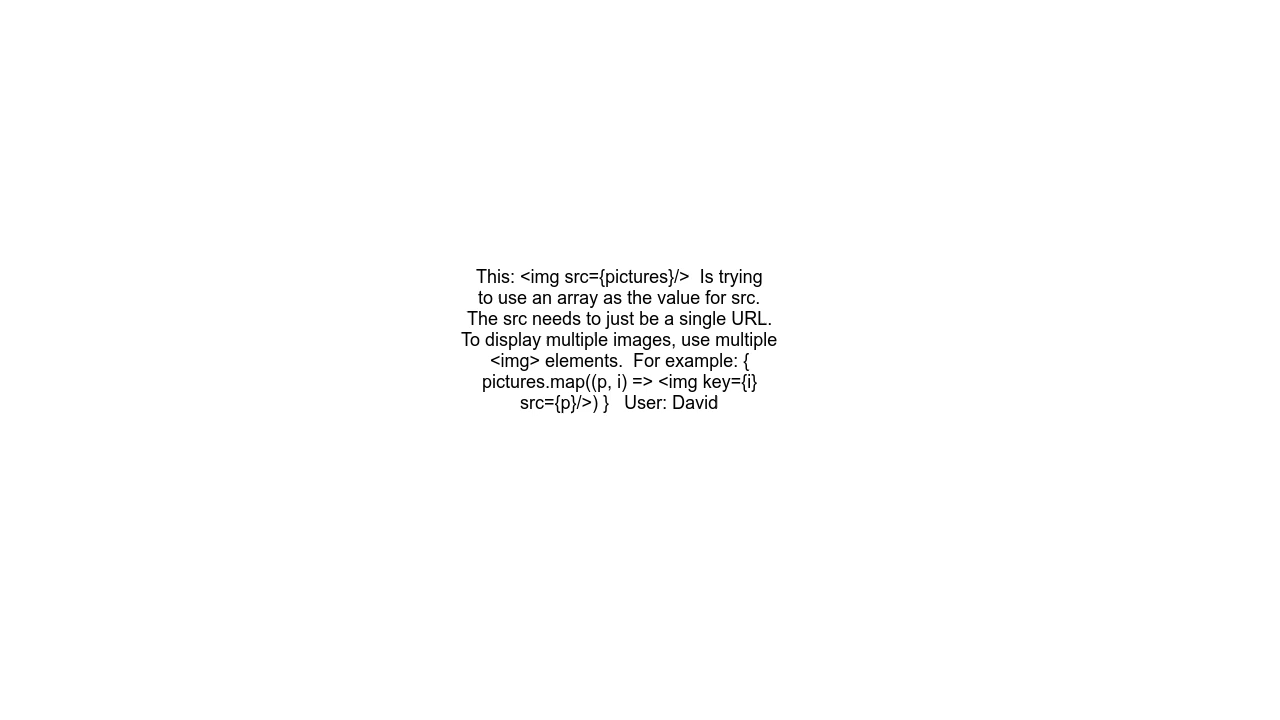 This: <img src={pictures}/>  Is trying
to use an array as the value for src.
The src needs to just be a single URL.
To display multiple images, use multiple
<img> elements.  For example: {
pictures.map((p, i) => <img key={i}
src={p}/>) }   User: David